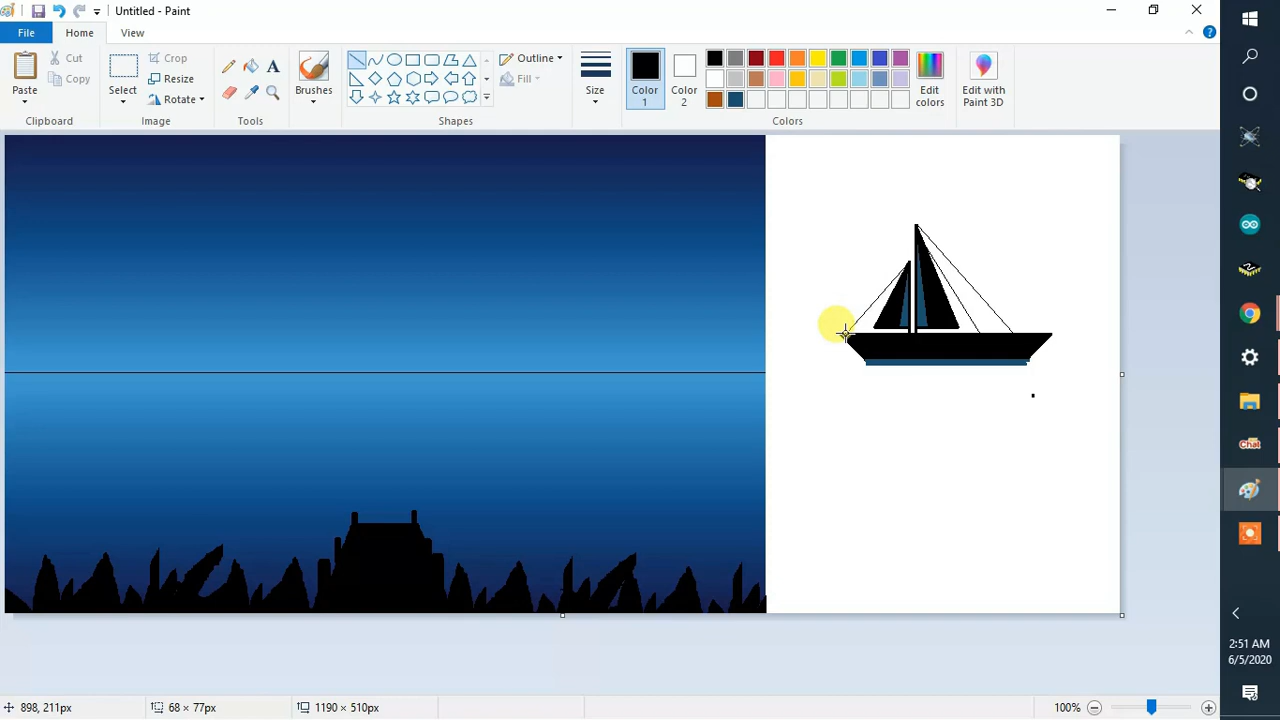 Untitled - Paint
File
Home
View
Paste
Cut
Copy
Clipboard
Select
Crop
Resize
Rotate
Image
A
Tools
Brushes
Shapes
Outline
Fill
Size
Color 1
Color 2
Edit colors
Edit with Paint 3D
Colors
Chat
2:51 AM
6/5/2020
898, 211px
68 × 77px
1190 × 510px
100%